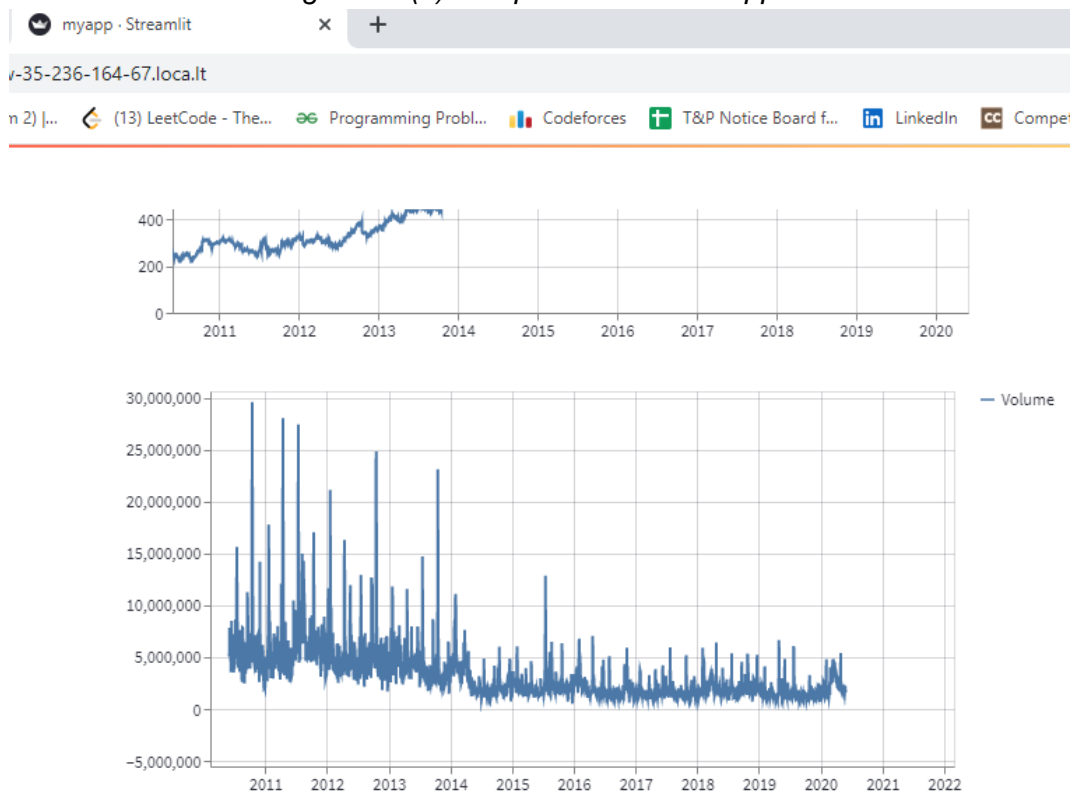 myapp · Streamlit
-35-236-164-67.loca.lt
m 2) |... (13) LeetCode - The... Programming Probl... Codeforces T&P Notice Board f... in LinkedIn CC Compet
400
200
0
2011 2012 2013 2014 2015 2016 2017 2018 2019 2020
30,000,000
Volume
25,000,000
20,000,000
15,000,000
10,000,000
5,000,000
0
−5,000,000
2011 2012 2013 2014 2015 2016 2017 2018 2019 2020 2021 2022